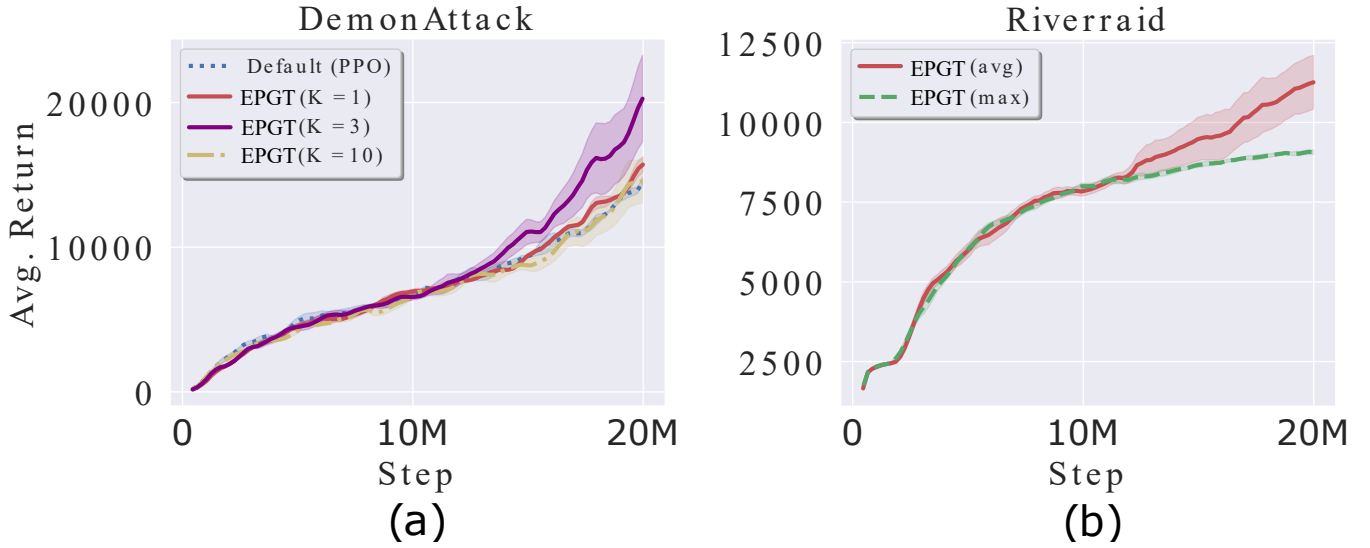 DemonAttack
Avg. Return
20000
10000
0
Default (PPO)
EPGT (K = 1)
EPGT (K = 3)
EPGT (K = 10)
0 10M 20M
Step
(a)
Riverraid
12500
10000
7500
5000
2500
EPGT (avg)
EPGT (max)
0 10M 20M
Step
(b)